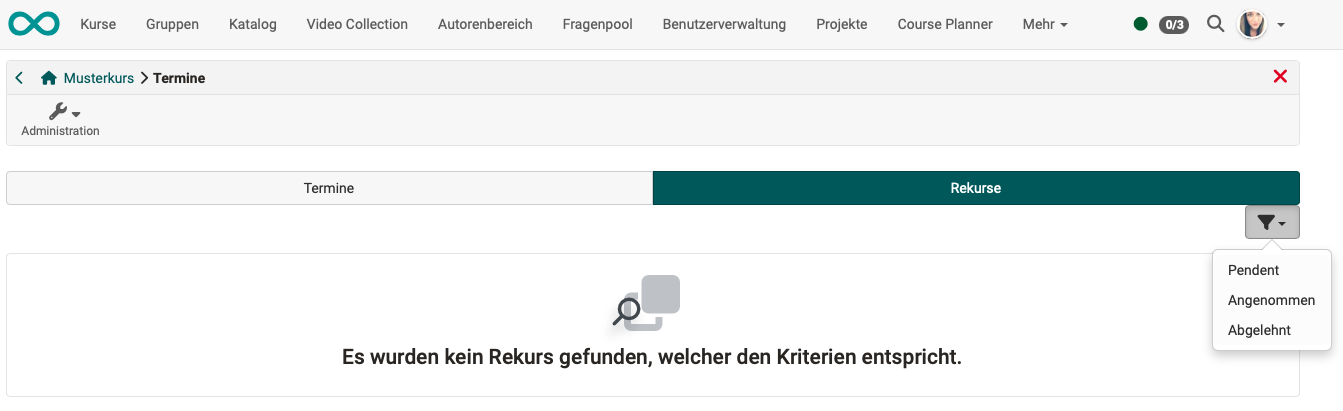 Kurse Gruppen Katalog Video Collection Autorenbereich Fragenpool Benutzerverwaltung Projekte Course Planner Mehr 0/3
Musterkurs Termine
Administration
Termine Rekurse
Pendent
Angenommen
Abgelehnt
Es wurden kein Rekurs gefunden, welcher den Kriterien entspricht.